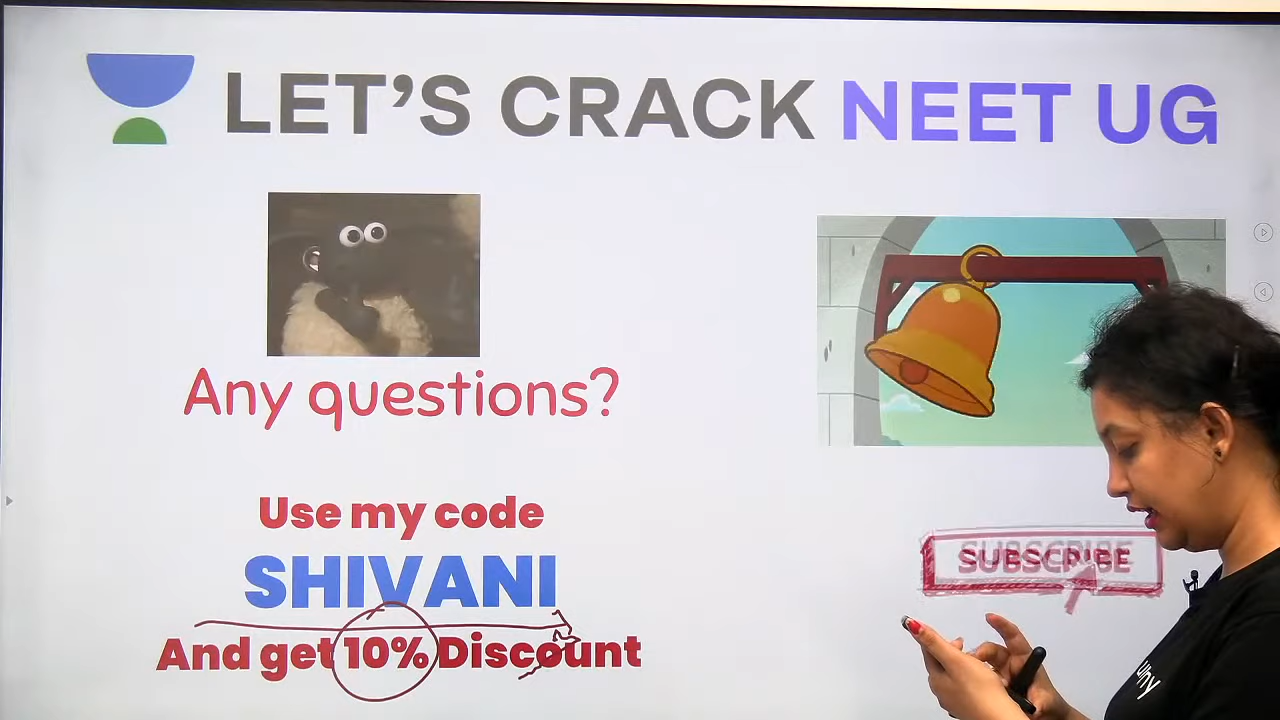 LET'S CRACK NEET UG
Any questions?
Use my code
SHIVANI
And get 10% Discount
SUBSCRIBE